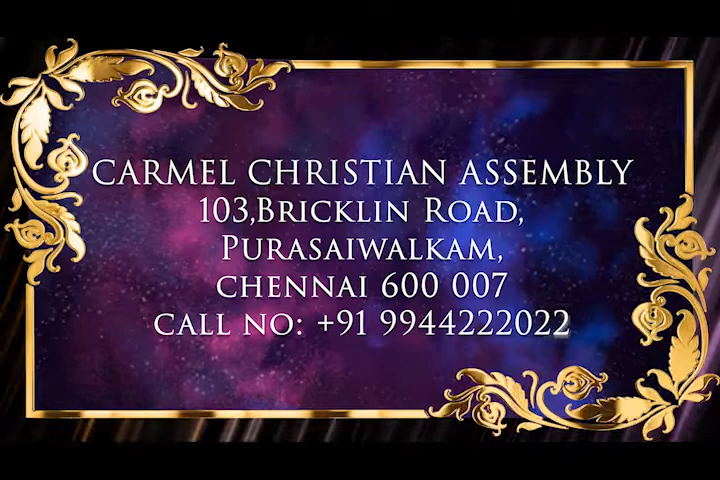 CARMEL CHRISTIAN ASSEMBLY
103,BRICKLIN ROAD,
PURASAIWALKAM,
CHENNAI 600 007
CALL NO: +91 9944222022